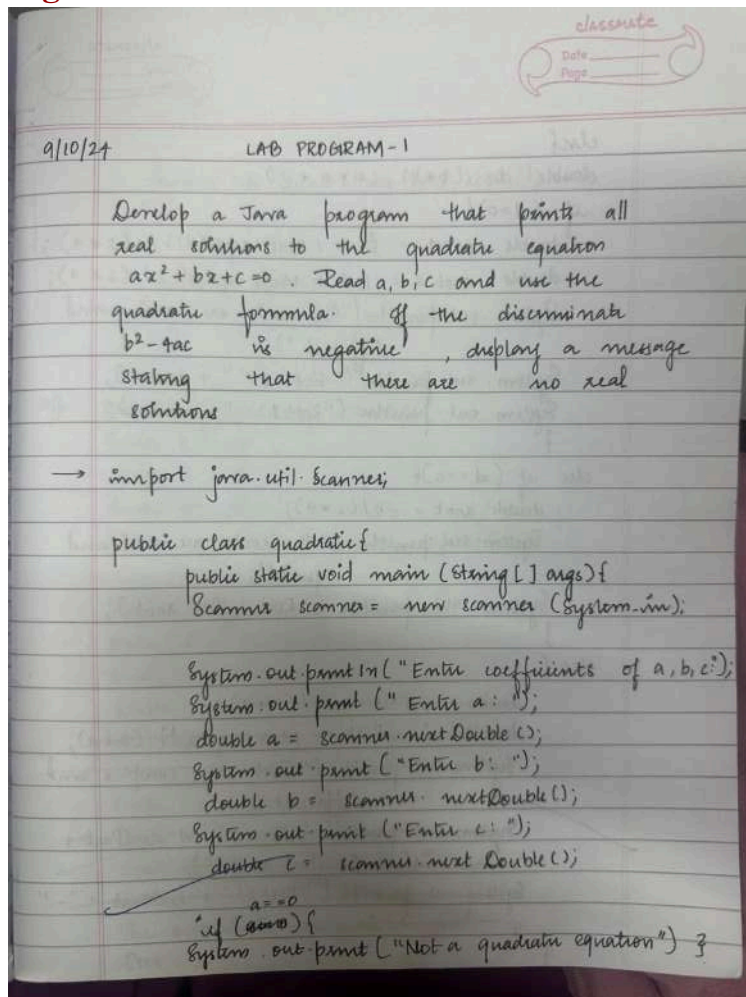 classmate
Date
Page
9/10/24 LAB PROGRAM-1
Develop a Java program that prints all
real solutions to the quadratic equation
ax²+bx+c=0. Read a, b, c and use the
quadratic formula. If the discriminate
b²-4ac is negative, display a message
stating that there are no real
solutions
→ import java.util.Scanner;
public class quadratic{
public static void main (String [] args){
Scanner scanner = new scanner (System.in);
System.out.println("Enter coefficients of a, b, c:");
System.out.print (" Enter a: ");
double a = scanner.next Double ();
System.out.print ("Enter b: ");
double b = scanner.nextDouble();
System.out.print ("Enter c: ");
double c = scanner.next Double();
a==0
if ( ){
System.out.print ("Not a quadratic equation") }